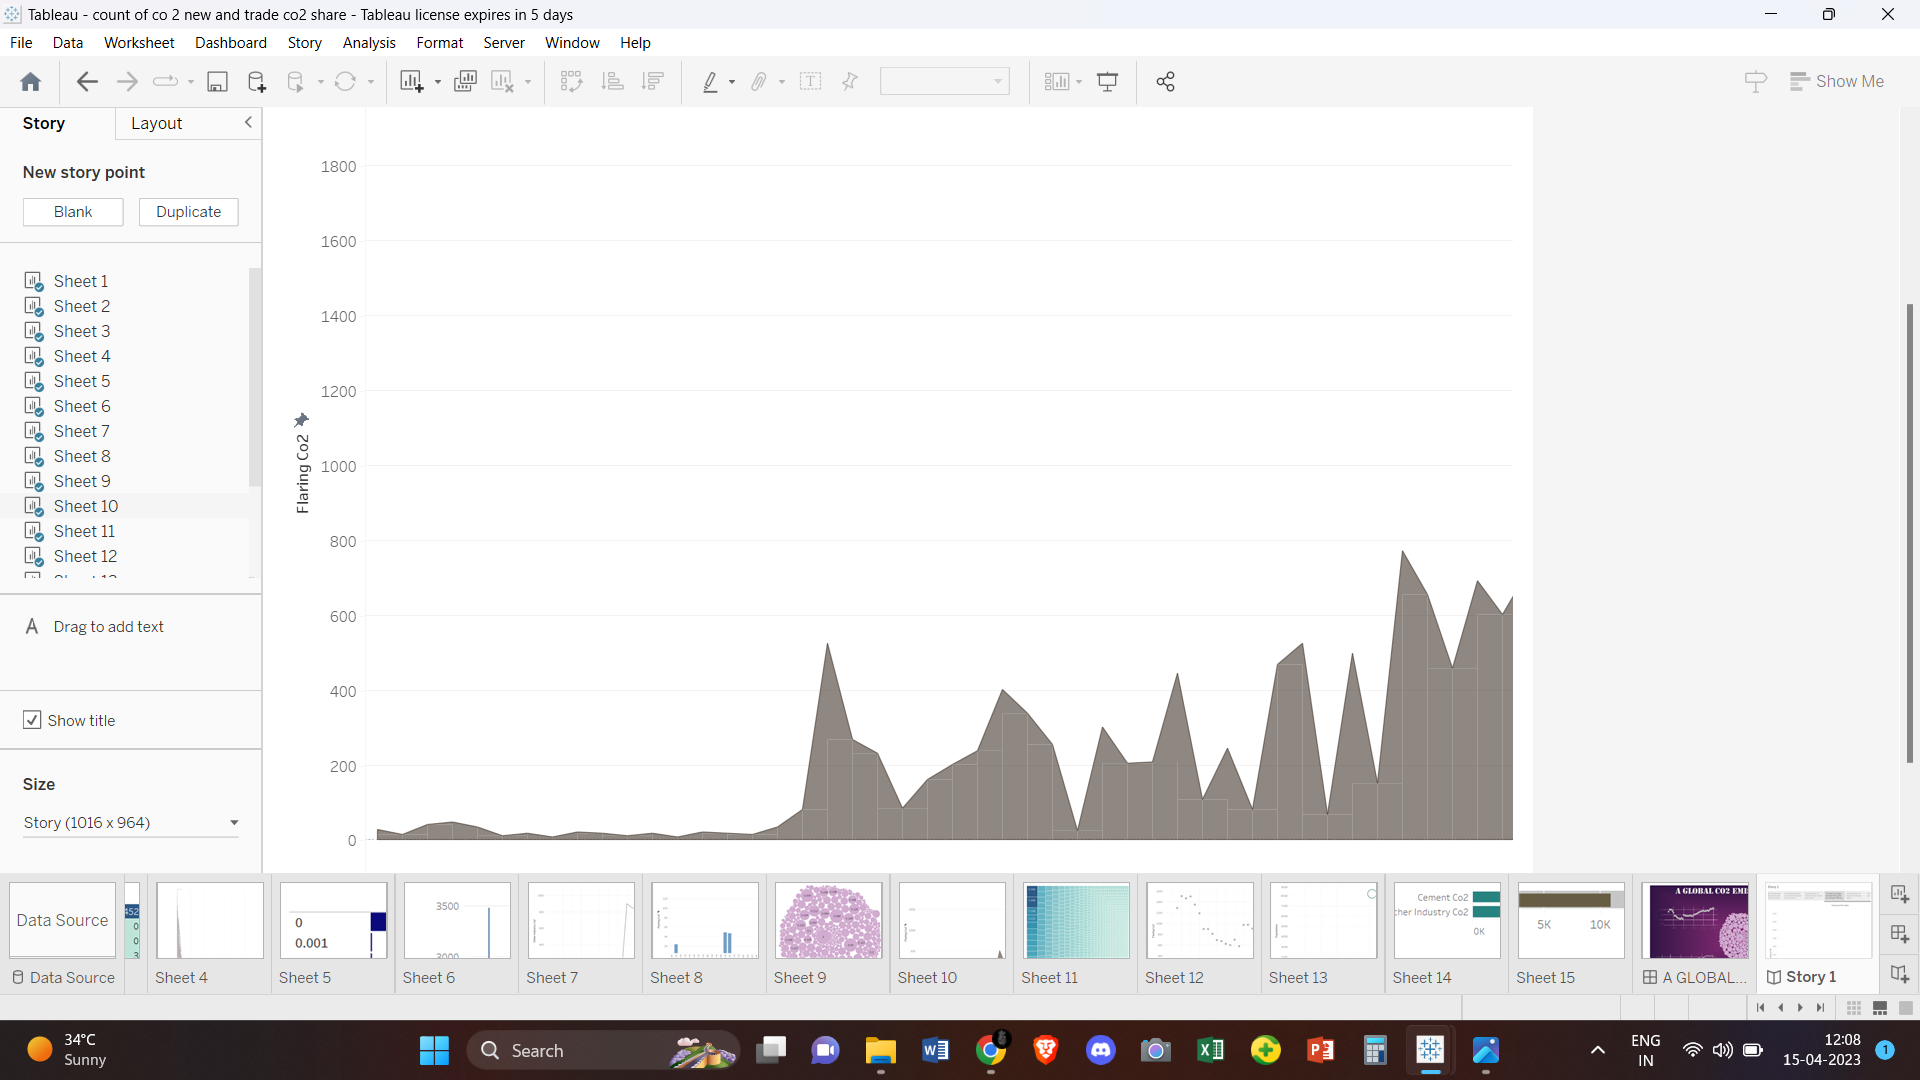 Tableau - count of co 2 new and trade co2 share - Tableau license expires in 5 days
File Data Worksheet Dashboard Story Analysis Format Server Window Help
Show Me
Story Layout
New story point
Blank Duplicate
Sheet 1
Sheet 2
Sheet 3
Sheet 4
Sheet 5
Sheet 6
Sheet 7
Sheet 8
Sheet 9
Sheet 10
Sheet 11
Sheet 12
A Drag to add text
Show title
Size
Story (1016 x 964)
Flaring Co2
1800
1600
1400
1200
1000
800
600
400
200
0
Data Source
452
0
0
3
0
0.001
3500
3000
Cement Co2
her Industry Co2
0K
5K 10K
A GLOBAL CO2 EMI
Data Source Sheet 4 Sheet 5 Sheet 6 Sheet 7 Sheet 8 Sheet 9 Sheet 10 Sheet 11 Sheet 12 Sheet 13 Sheet 14 Sheet 15 A GLOBAL... Story 1
34°C
Sunny
Search
ENG
IN
12:08
15-04-2023
1